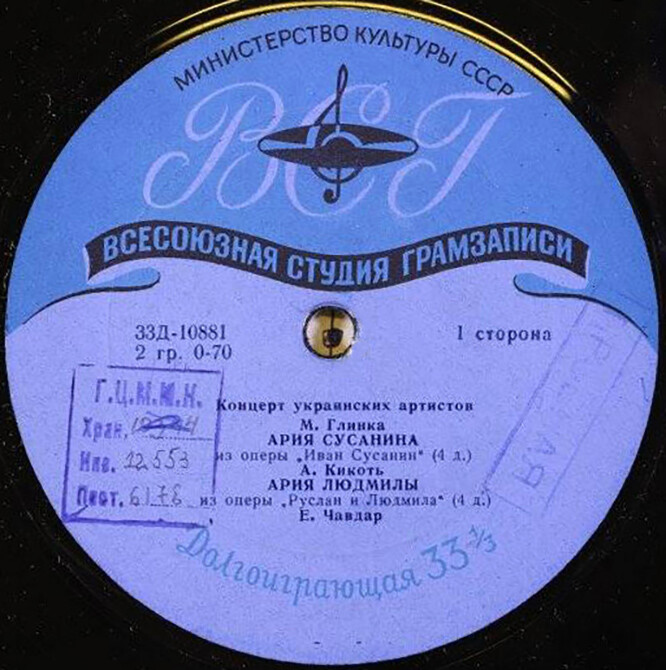 МИНИСТЕРСТВО КУЛЬТУРЫ СССР
ВСГ
ВСЕСОЮЗНАЯ СТУДИЯ ГРАМЗАПИСИ
33Д-10881
2 гр. 0-70
1 сторона
Г.Ц.М.М.К.
Хран.
Инв. 12553
Пост. 6178
Концерт украинских артистов
М. Глинка
АРИЯ СУСАНИНА
из оперы „Иван Сусанин“ (4 д.)
А. Кикоть
АРИЯ ЛЮДМИЛЫ
из оперы „Руслан и Людмила“ (4 д.)
Е. Чавдар
Долгоиграющая 33 1/3